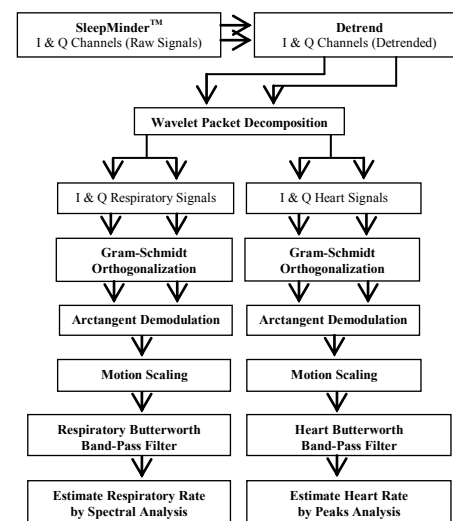 SleepMinder™
I & Q Channels (Raw Signals)
Detrend
I & Q Channels (Detrended)
Wavelet Packet Decomposition
I & Q Respiratory Signals
I & Q Heart Signals
Gram-Schmidt
Orthogonalization
Gram-Schmidt
Orthogonalization
Arctangent Demodulation
Arctangent Demodulation
Motion Scaling
Motion Scaling
Respiratory Butterworth
Band-Pass Filter
Heart Butterworth
Band-Pass Filter
Estimate Respiratory Rate
by Spectral Analysis
Estimate Heart Rate
by Peaks Analysis